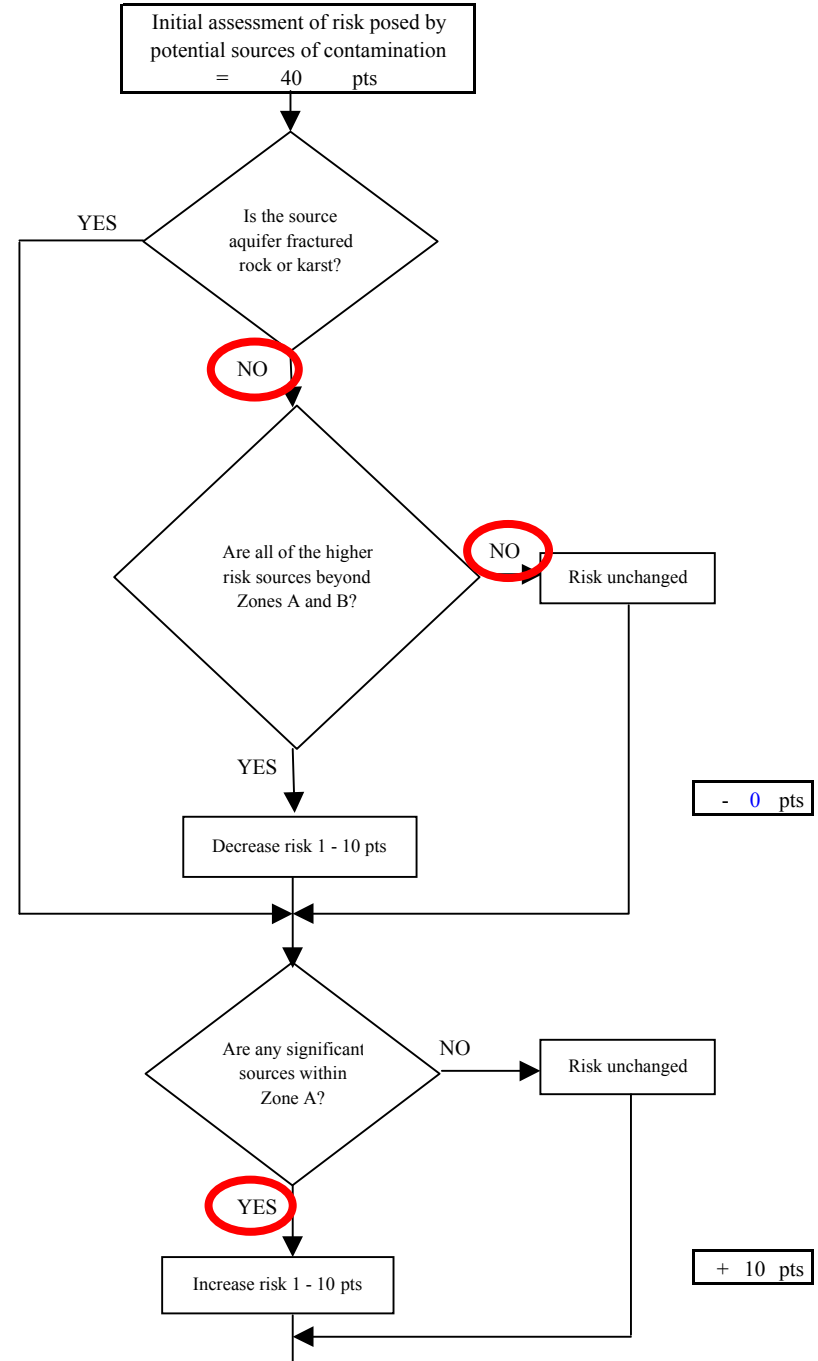 Initial assessment of risk posed by
potential sources of contamination
= 40 pts
YES
Is the source
aquifer fractured
rock or karst?
NO
Are all of the higher
risk sources beyond
Zones A and B?
NO
Risk unchanged
YES
- 0 pts
Decrease risk 1 - 10 pts
Are any significant
sources within
Zone A?
NO
Risk unchanged
YES
+ 10 pts
Increase risk 1 - 10 pts